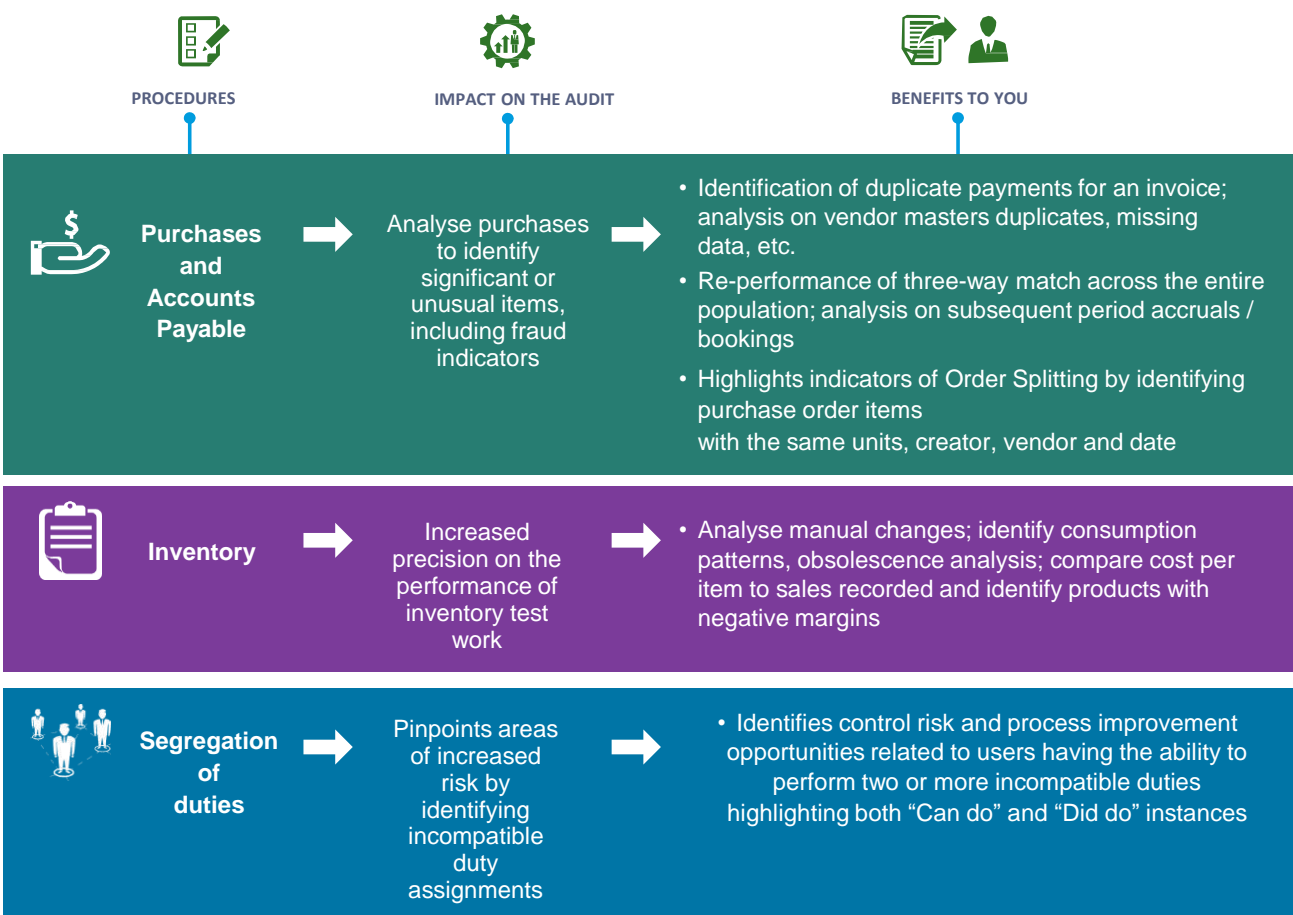 PROCEDURES
IMPACT ON THE AUDIT
BENEFITS TO YOU
Purchases
and
Accounts
Payable
Analyse purchases
to identify
significant or
unusual items,
including fraud
indicators
• Identification of duplicate payments for an invoice;
analysis on vendor masters duplicates, missing
data, etc.
• Re-performance of three-way match across the entire
population; analysis on subsequent period accruals /
bookings
• Highlights indicators of Order Splitting by identifying
purchase order items
with the same units, creator, vendor and date
Inventory
Increased
precision on the
performance of
inventory test
work
• Analyse manual changes; identify consumption
patterns, obsolescence analysis; compare cost per
item to sales recorded and identify products with
negative margins
Segregation
of
duties
Pinpoints areas
of increased
risk by
identifying
incompatible
duty
assignments
• Identifies control risk and process improvement
opportunities related to users having the ability to
perform two or more incompatible duties
highlighting both “Can do” and “Did do” instances